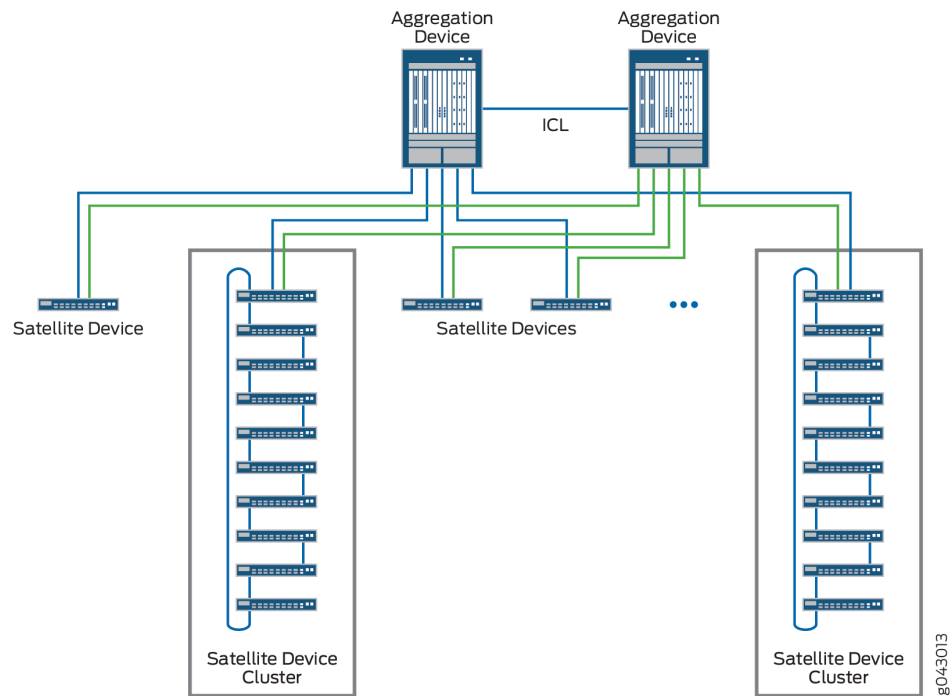 Aggregation
Device
Aggregation
Device
ICL
Satellite Device
Satellite Devices
Satellite Device
Cluster
Satellite Device
Cluster
g043013